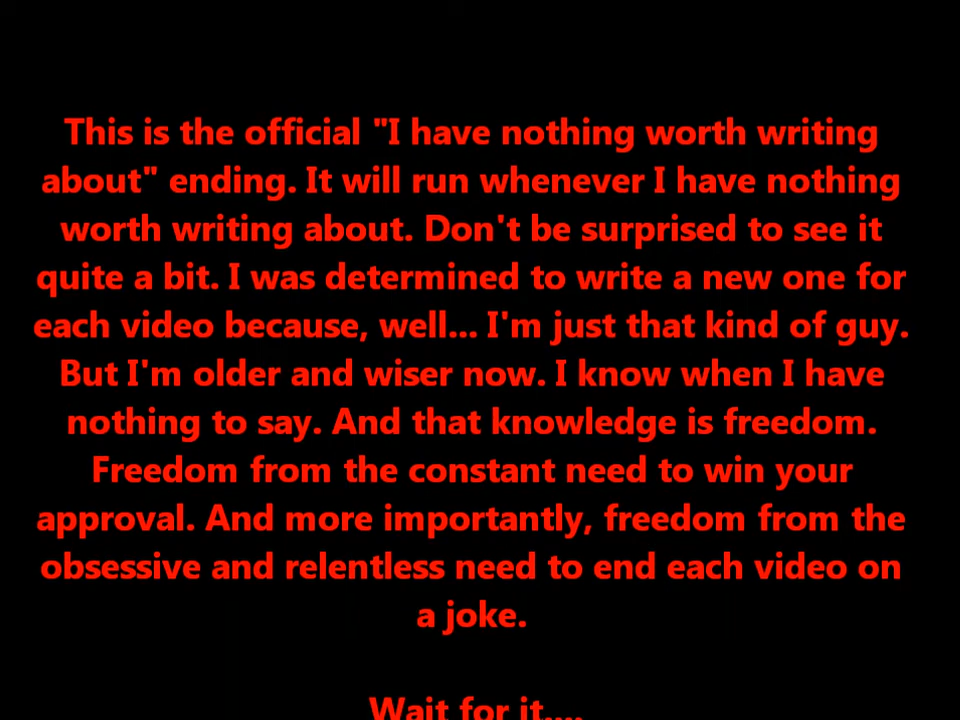 This is the official "I have nothing worth writing
about" ending. It will run whenever I have nothing
worth writing about. Don't be surprised to see it
quite a bit. I was determined to write a new one for
each video because, well... I'm just that kind of guy.
But I'm older and wiser now. I know when I have
nothing to say. And that knowledge is freedom.
Freedom from the constant need to win your
approval. And more importantly, freedom from the
obsessive and relentless need to end each video on
a joke.
Wait for it....